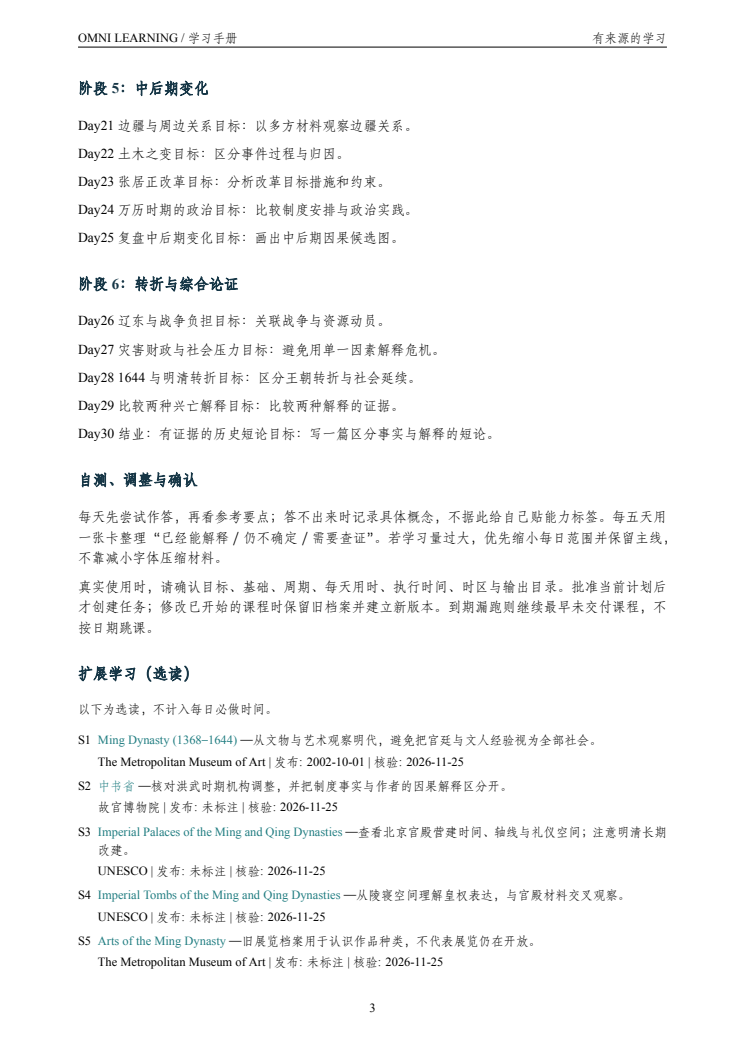 OMNI LEARNING / 学习手册
有来源的学习
阶段 5：中后期变化
Day21 边疆与周边关系目标：以多方材料观察边疆关系。
Day22 土木之变目标：区分事件过程与归因。
Day23 张居正改革目标：分析改革目标措施和约束。
Day24 万历时期的政治目标：比较制度安排与政治实践。
Day25 复盘中后期变化目标：画出中后期因果候选图。
阶段 6：转折与综合论证
Day26 辽东与战争负担目标：关联战争与资源动员。
Day27 灾害财政与社会压力目标：避免用单一因素解释危机。
Day28 1644 与明清转折目标：区分王朝转折与社会延续。
Day29 比较两种兴亡解释目标：比较两种解释的证据。
Day30 结业：有证据的历史短论目标：写一篇区分事实与解释的短论。
自测、调整与确认
每天先尝试作答，再看参考要点；答不出来时记录具体概念，不据此给自己贴能力标签。每五天用
一张卡整理“已经能解释 / 仍不确定 / 需要查证”。若学习量过大，优先缩小每日范围并保留主线，
不靠减小字体压缩材料。
真实使用时，请确认目标、基础、周期、每天用时、执行时间、时区与输出目录。批准当前计划后
才创建任务；修改已开始的课程时保留旧档案并建立新版本。到期漏跑则继续最早未交付课程，不
按日期跳课。
扩展学习（选读）
以下为选读，不计入每日必做时间。
S1 Ming Dynasty (1368–1644) —从文物与艺术观察明代，避免把宫廷与文人经验视为全部社会。
The Metropolitan Museum of Art | 发布: 2002-10-01 | 核验: 2026-11-25
S2 中书省 —核对洪武时期机构调整，并把制度事实与作者的因果解释区分开。
故宫博物院 | 发布: 未标注 | 核验: 2026-11-25
S3 Imperial Palaces of the Ming and Qing Dynasties —查看北京宫殿营建时间、轴线与礼仪空间；注意明清长期
改建。
UNESCO | 发布: 未标注 | 核验: 2026-11-25
S4 Imperial Tombs of the Ming and Qing Dynasties —从陵寝空间理解皇权表达，与宫殿材料交叉观察。
UNESCO | 发布: 未标注 | 核验: 2026-11-25
S5 Arts of the Ming Dynasty —旧展览档案用于认识作品种类，不代表展览仍在开放。
The Metropolitan Museum of Art | 发布: 未标注 | 核验: 2026-11-25
3